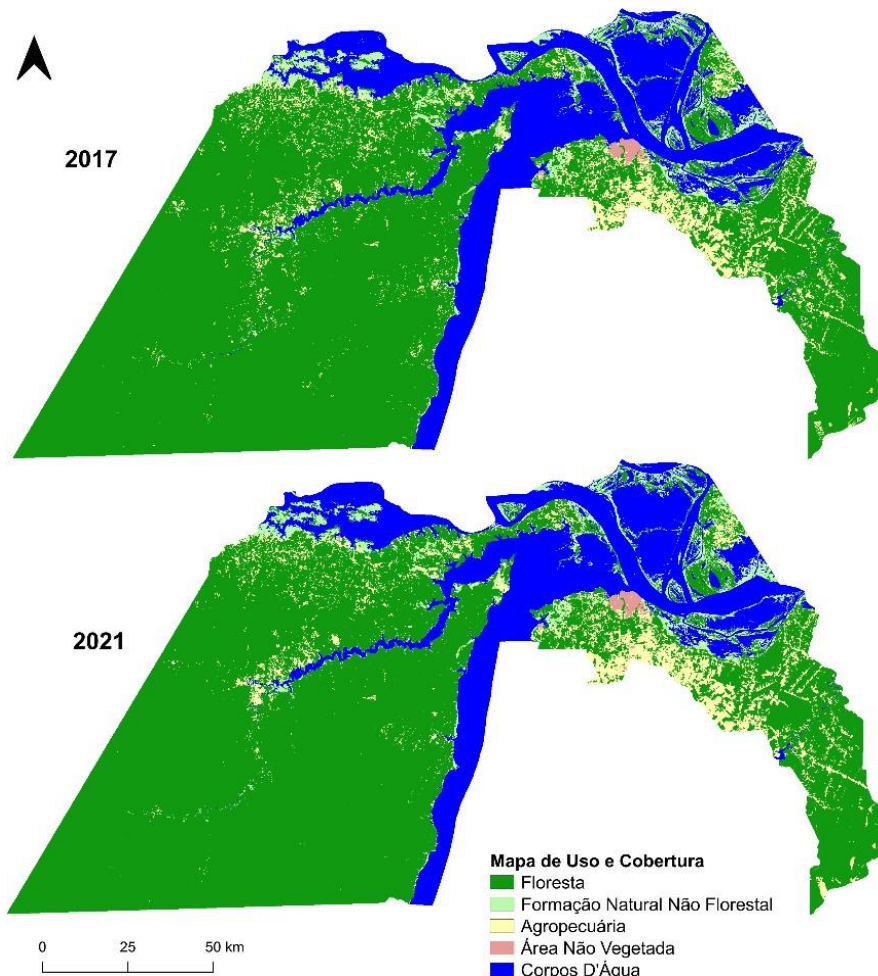 2017
2021
Mapa de Uso e Cobertura
Floresta
Formação Natural Não Florestal
Agropecuária
Área Não Vegetada
Corpos D'Água
0 25 50 km